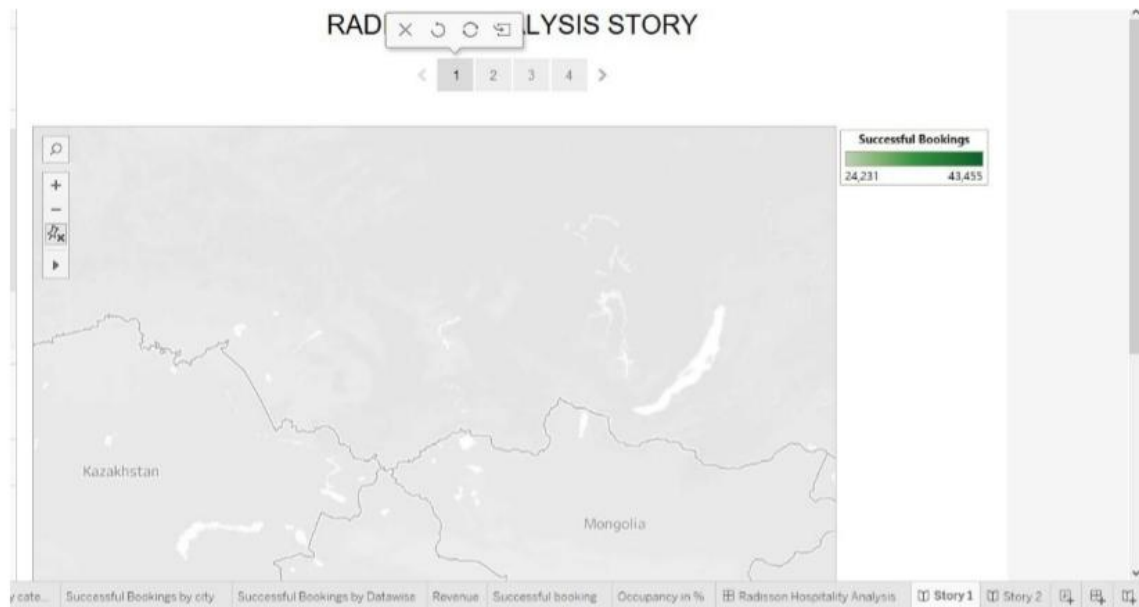 RAD LYSIS STORY
1 2 3 4
Successful Bookings
24,231 43,455
Kazakhstan
Mongolia
y cate... Successful Bookings by city Successful Bookings by Datawise Revenue Successful booking Occupancy in % Radisson Hospitality Analysis Story 1 Story 2